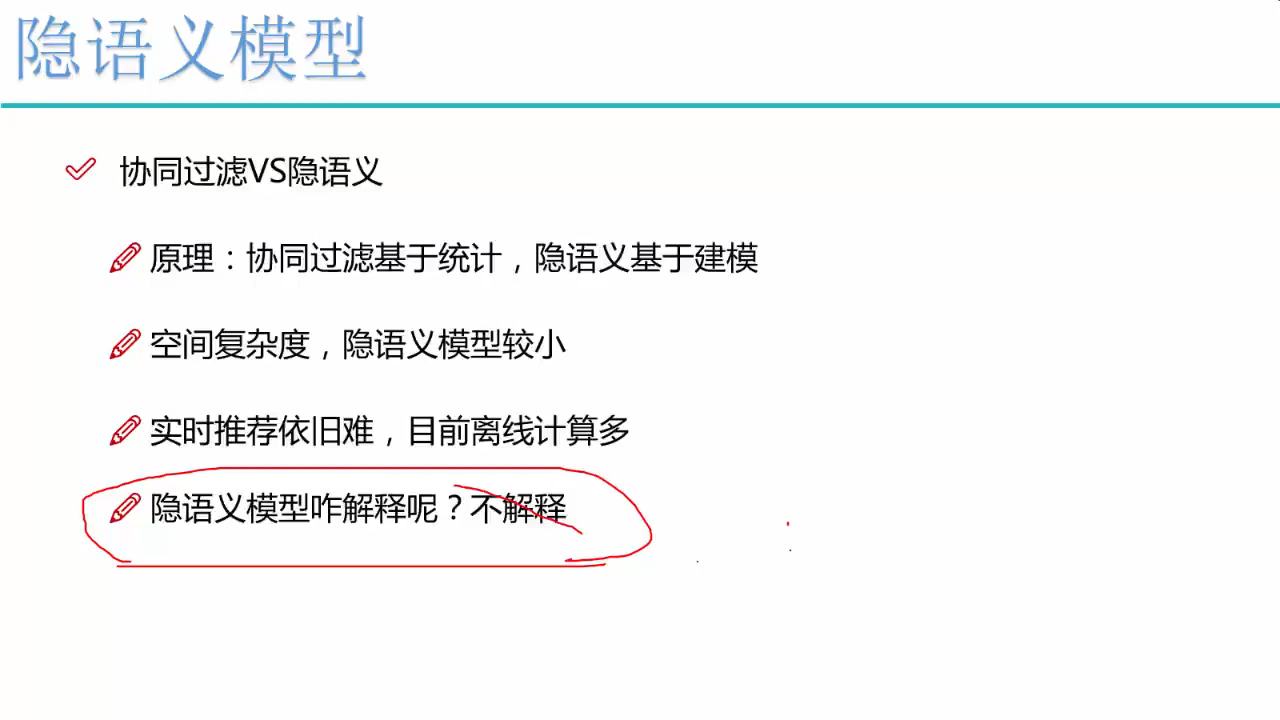 隐语义模型
协同过滤VS隐语义
原理：协同过滤基于统计，隐语义基于建模
空间复杂度，隐语义模型较小
实时推荐依旧难，目前离线计算多
隐语义模型咋解释呢？不解释